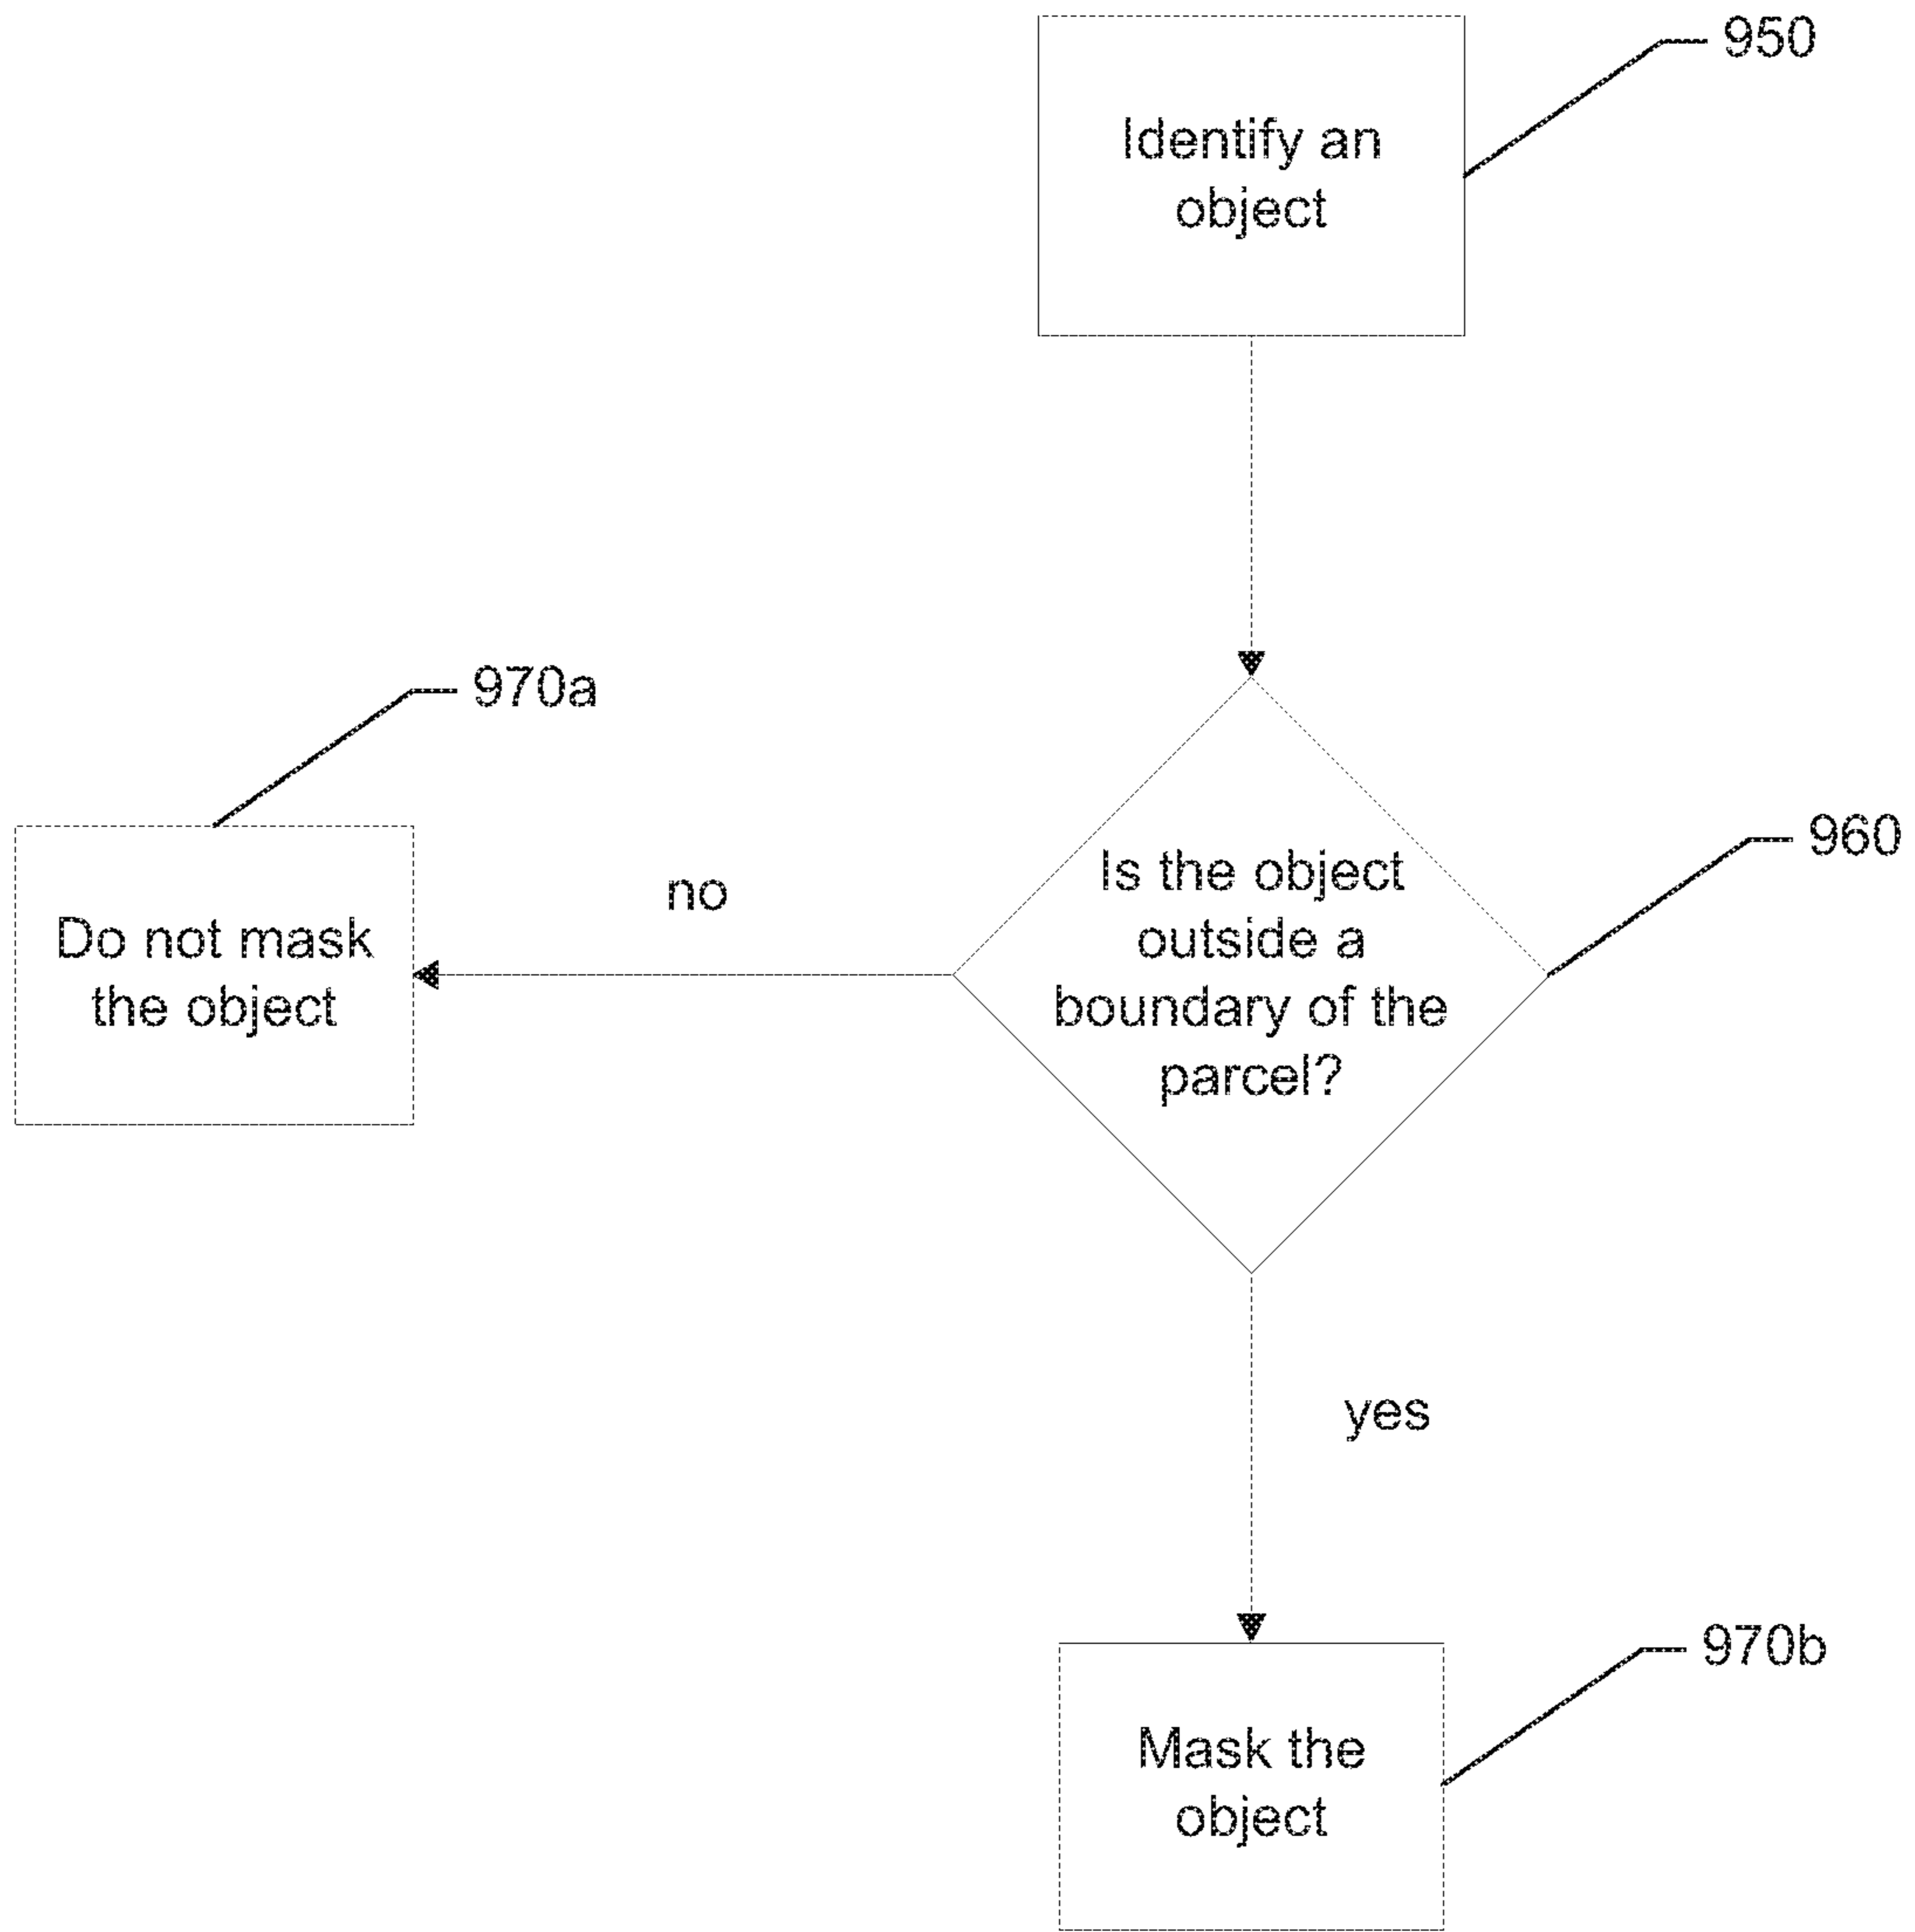 950
Identify an
object
970a
960
no
Do not mask
the object
Is the object
outside a
boundary of the
parcel?
yes
970b
Mask the
object